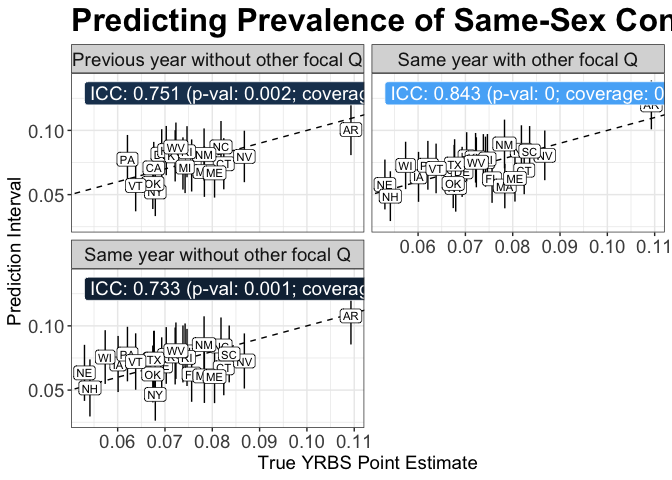 Predicting Prevalence of Same-Sex Con
Previous year without other focal Q
Same year with other focal Q
ICC: 0.751 (p-val: 0.002; coverag
ICC: 0.843 (p-val: 0; coverage: 0
AR
AR
PA
CA
WV
NC
NM
NV
MI
ME
VT
OK
NY
NE
NH
WI
VT
TX
WV
OK
NM
SC
NV
MA
ME
0.10
0.05
0.06 0.07 0.08 0.09 0.10 0.11
Same year without other focal Q
ICC: 0.733 (p-val: 0.001; coverag
AR
NE
NH
WI
VT
TX
WV
OK
NY
NM
SC
NV
ME
0.10
0.05
0.06 0.07 0.08 0.09 0.10 0.11
Prediction Interval
True YRBS Point Estimate